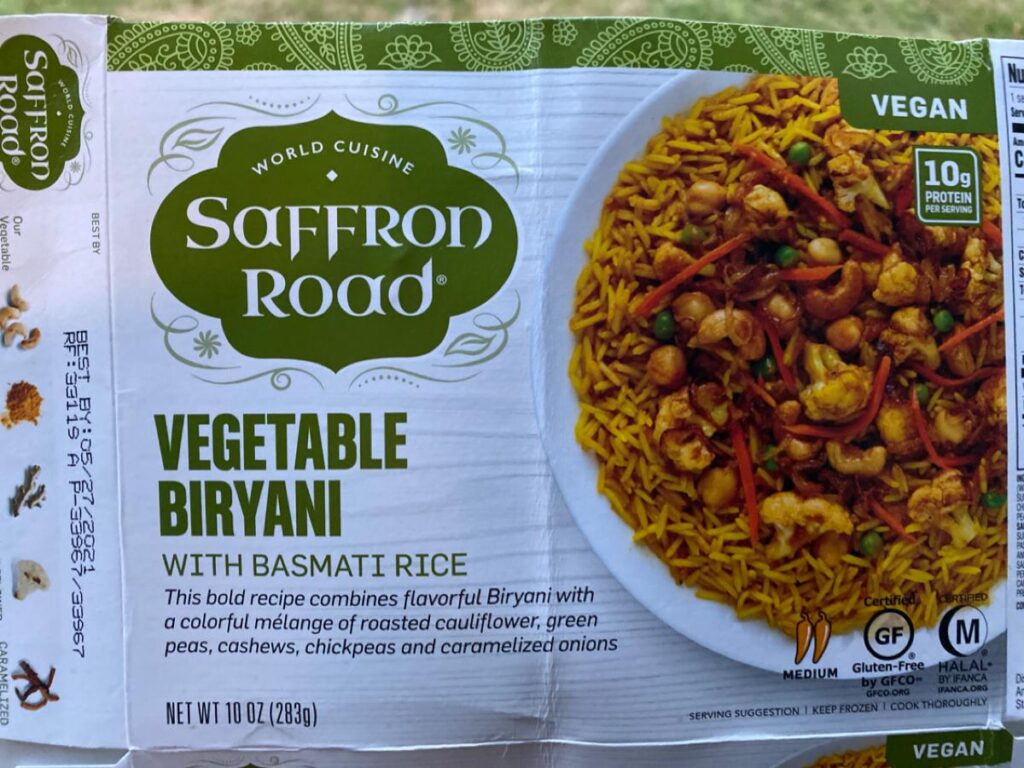 WORLD CUISINE
SAFFRON
ROAD®
Our
Vegetable
BEST BY
BEST BY:05/27/2021
RF:3311S A P-33967/33967
CARAMELIZED
WORLD CUISINE
SAFFRON
ROAD®
VEGETABLE
BIRYANI
WITH BASMATI RICE
This bold recipe combines flavorful Biryani with
a colorful mélange of roasted cauliflower, green
peas, cashews, chickpeas and caramelized onions
NET WT 10 OZ (283g)
VEGAN
10g
PROTEIN
PER SERVING
MEDIUM
Certified
GF
®
Gluten-Free
by GFCO™
GFCO.ORG
CERTIFIED
M
®
HALAL
BY IFANCA
IFANCA.ORG
SERVING SUGGESTION | KEEP FROZEN | COOK THOROUGHLY
VEGAN